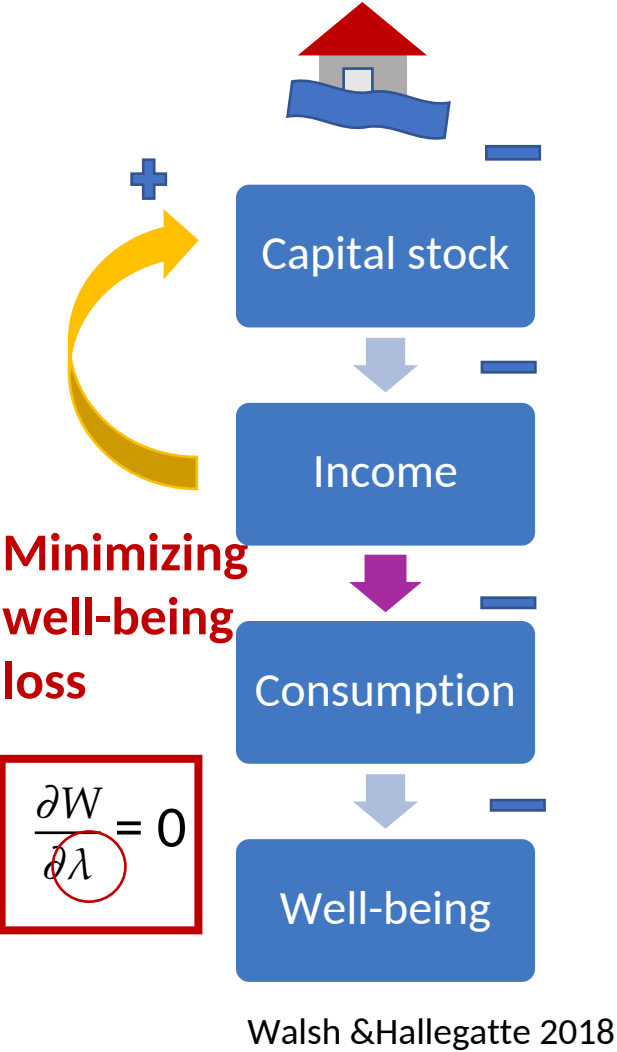 Capital stock
Income
Minimizing
well-being
loss
Consumption
∂W
∂λ
= 0
Well-being
Walsh &Hallegatte 2018